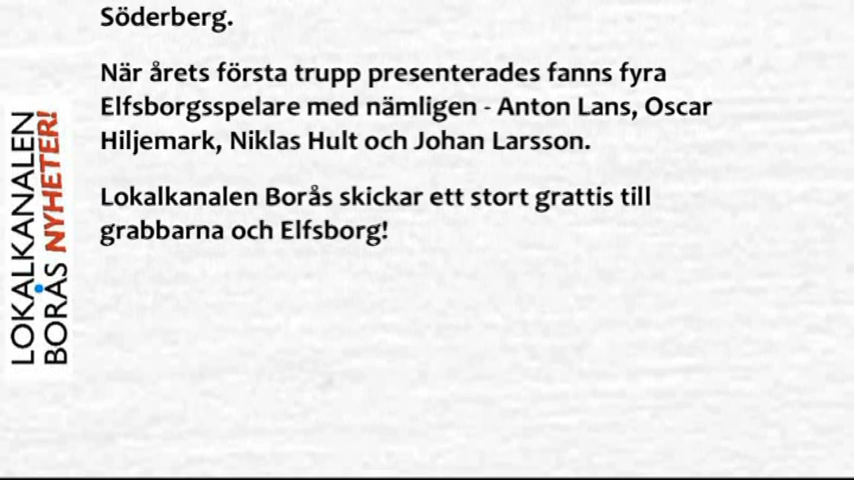 Söderberg.
När årets första trupp presenterades fanns fyra
Elfsborgsspelare med nämligen - Anton Lans, Oscar
Hiljemark, Niklas Hult och Johan Larsson.
Lokalkanalen Borås skickar ett stort grattis till
grabbarna och Elfsborg!
LOKALKANALEN
BORÅS NYHETER!